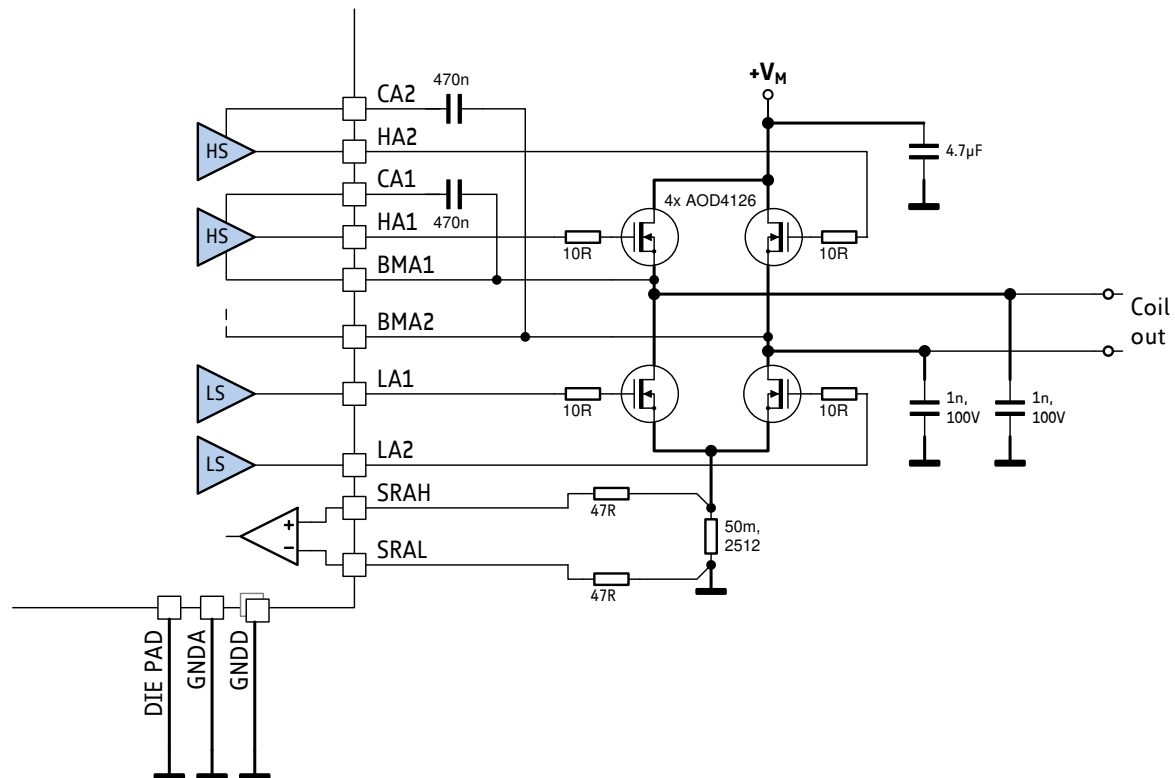 470n
CA2
+VM
HS
HA2
4.7µF
CA1
4x AOD4126
470n
HS
HA1
10R
10R
BMA1
Coil
out
BMA2
LS
LA1
1n,
100V
1n,
100V
10R
10R
LS
LA2
SRAH
47R
50m,
2512
+
−
SRAL
47R
DIE PAD
GNDA
GNDD